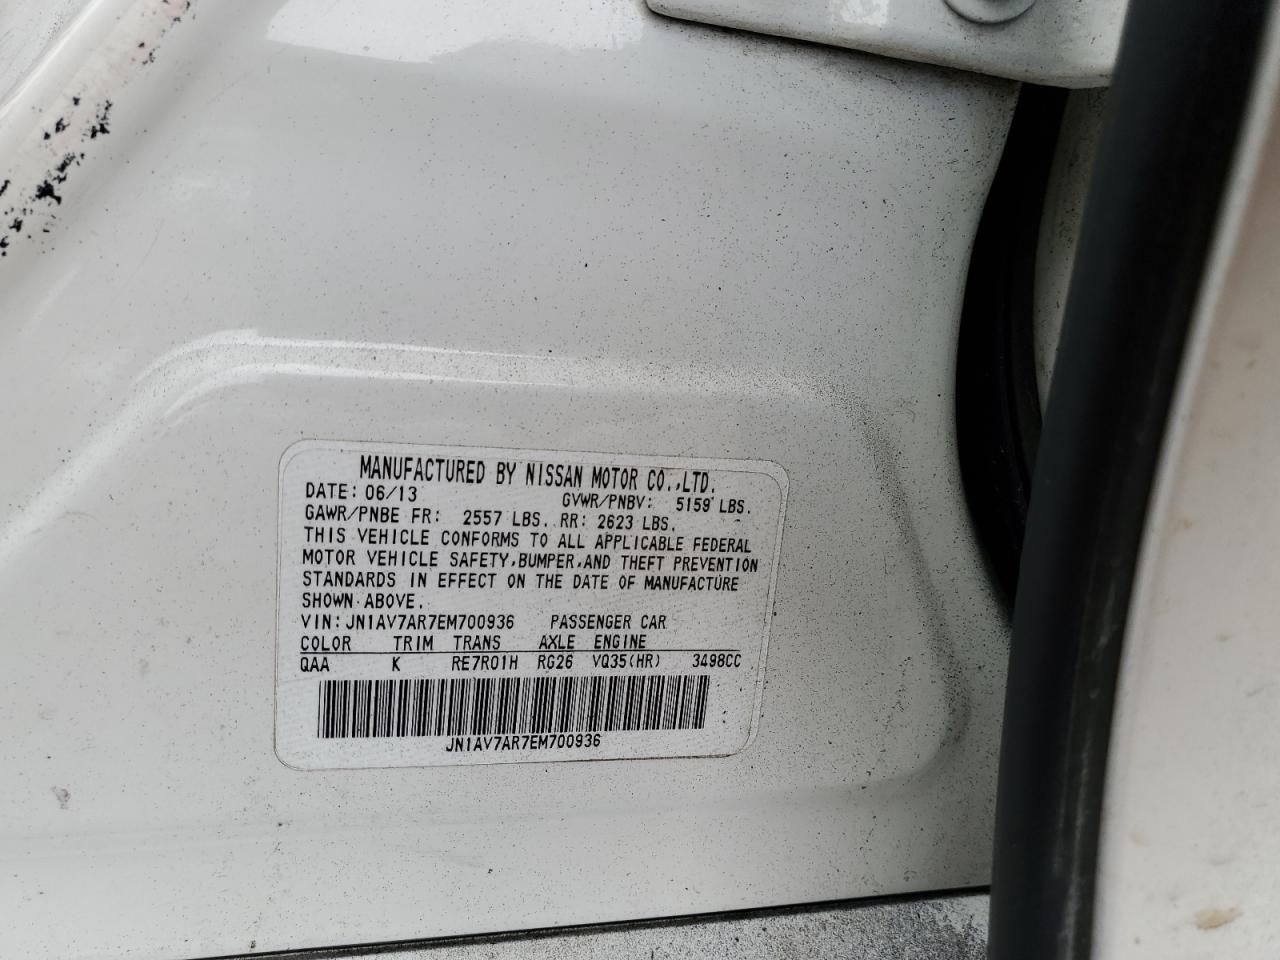 MANUFACTURED BY NISSAN MOTOR CO.,LTD.
DATE: 06/13 GVWR/PNBV: 5159 LBS.
GAWR/PNBE FR: 2557 LBS. RR: 2623 LBS.
THIS VEHICLE CONFORMS TO ALL APPLICABLE FEDERAL
MOTOR VEHICLE SAFETY,BUMPER,AND THEFT PREVENTION
STANDARDS IN EFFECT ON THE DATE OF MANUFACTURE
SHOWN ABOVE.
VIN: JN1AV7AR7EM700936 PASSENGER CAR
COLOR TRIM TRANS AXLE ENGINE
QAA K RE7R01H RG26 VQ35(HR) 3498CC
JN1AV7AR7EM700936